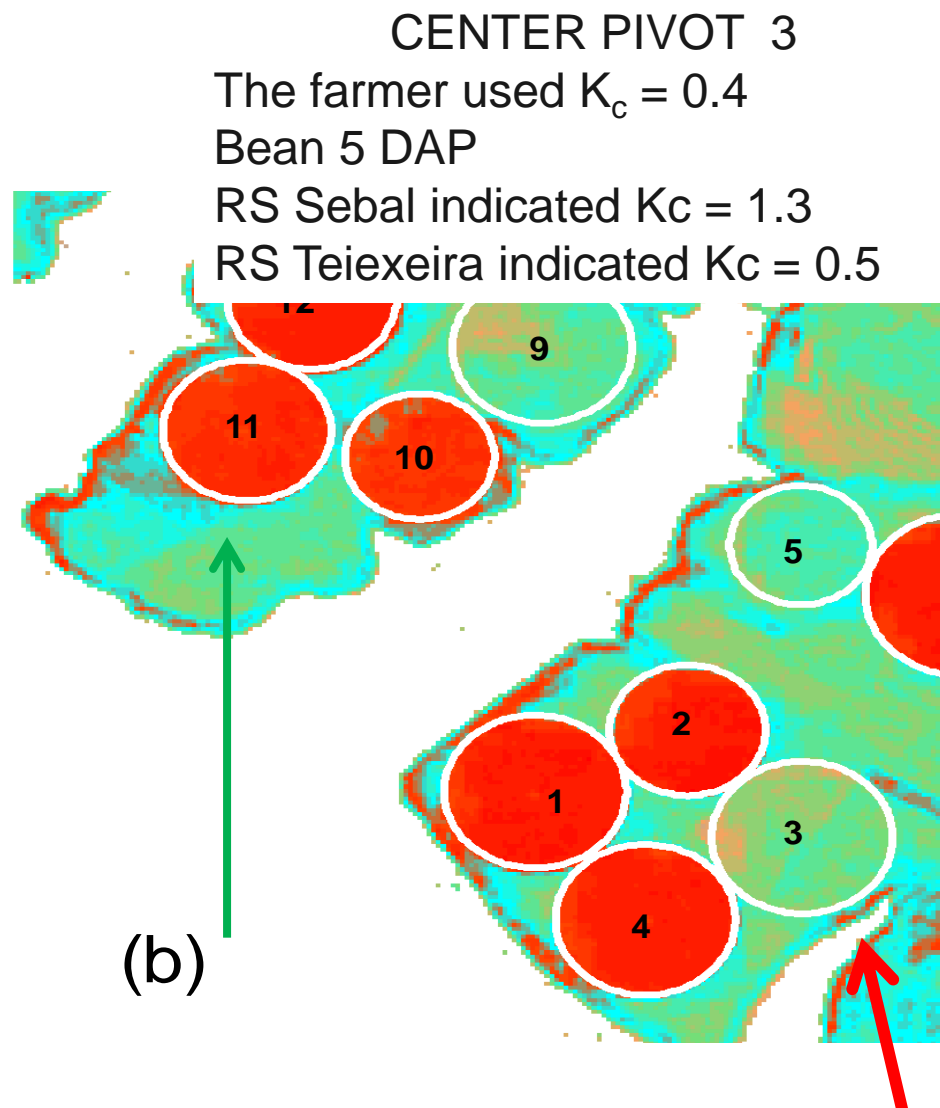 CENTER PIVOT 3
The farmer used Kc = 0.4
Bean 5 DAP
RS Sebal indicated Kc = 1.3
RS Teiexeira indicated Kc = 0.5
12
9
11
10
5
2
1
3
4
(b)